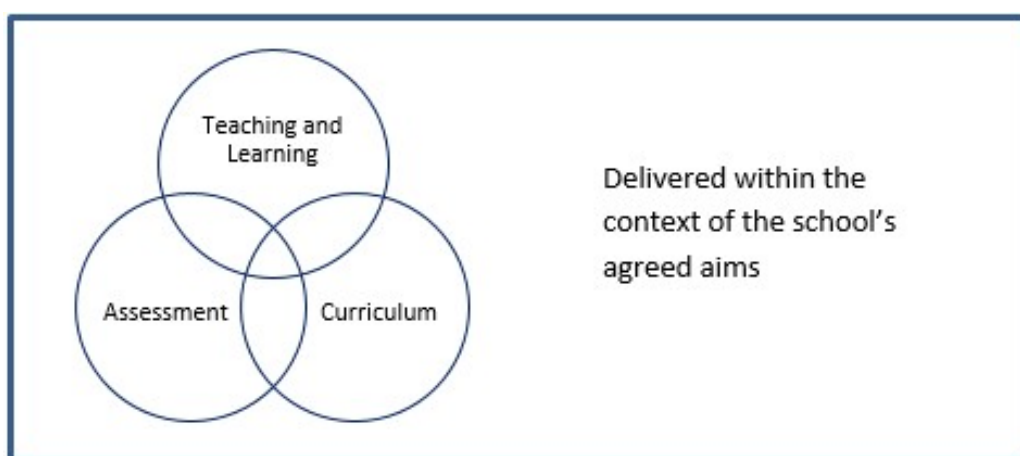 Teaching and
Learning
Assessment
Curriculum
Delivered within the
context of the school’s
agreed aims